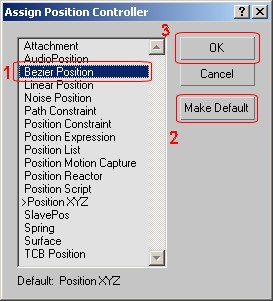 Assign Position Controller
Attachment
AudioPosition
Bezier Position
Linear Position
Noise Position
Path Constraint
Position Constraint
Position Expression
Position List
Position Motion Capture
Position Reactor
Position Script
>Position XYZ
SlavePos
Spring
Surface
TCB Position
Default: Position XYZ
1
3
OK
Cancel
Make Default
2